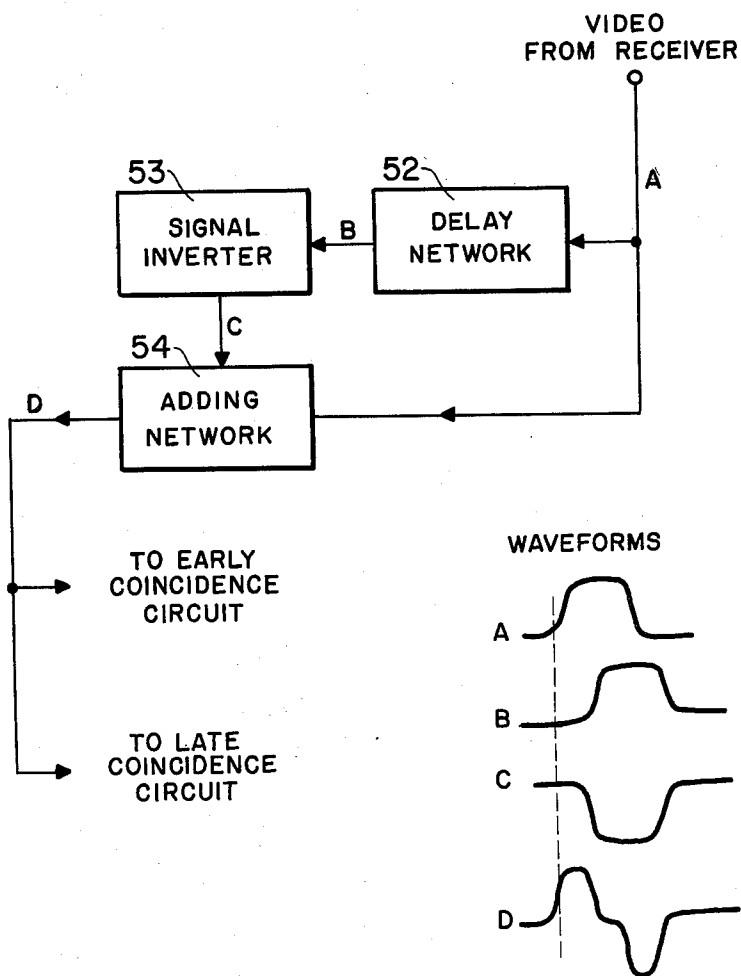 VIDEO
FROM RECEIVER
A
53
SIGNAL
INVERTER
B
52
DELAY
NETWORK
C
54
ADDING
NETWORK
D
TO EARLY
COINCIDENCE
CIRCUIT
TO LATE
COINCIDENCE
CIRCUIT
WAVEFORMS
A
B
C
D